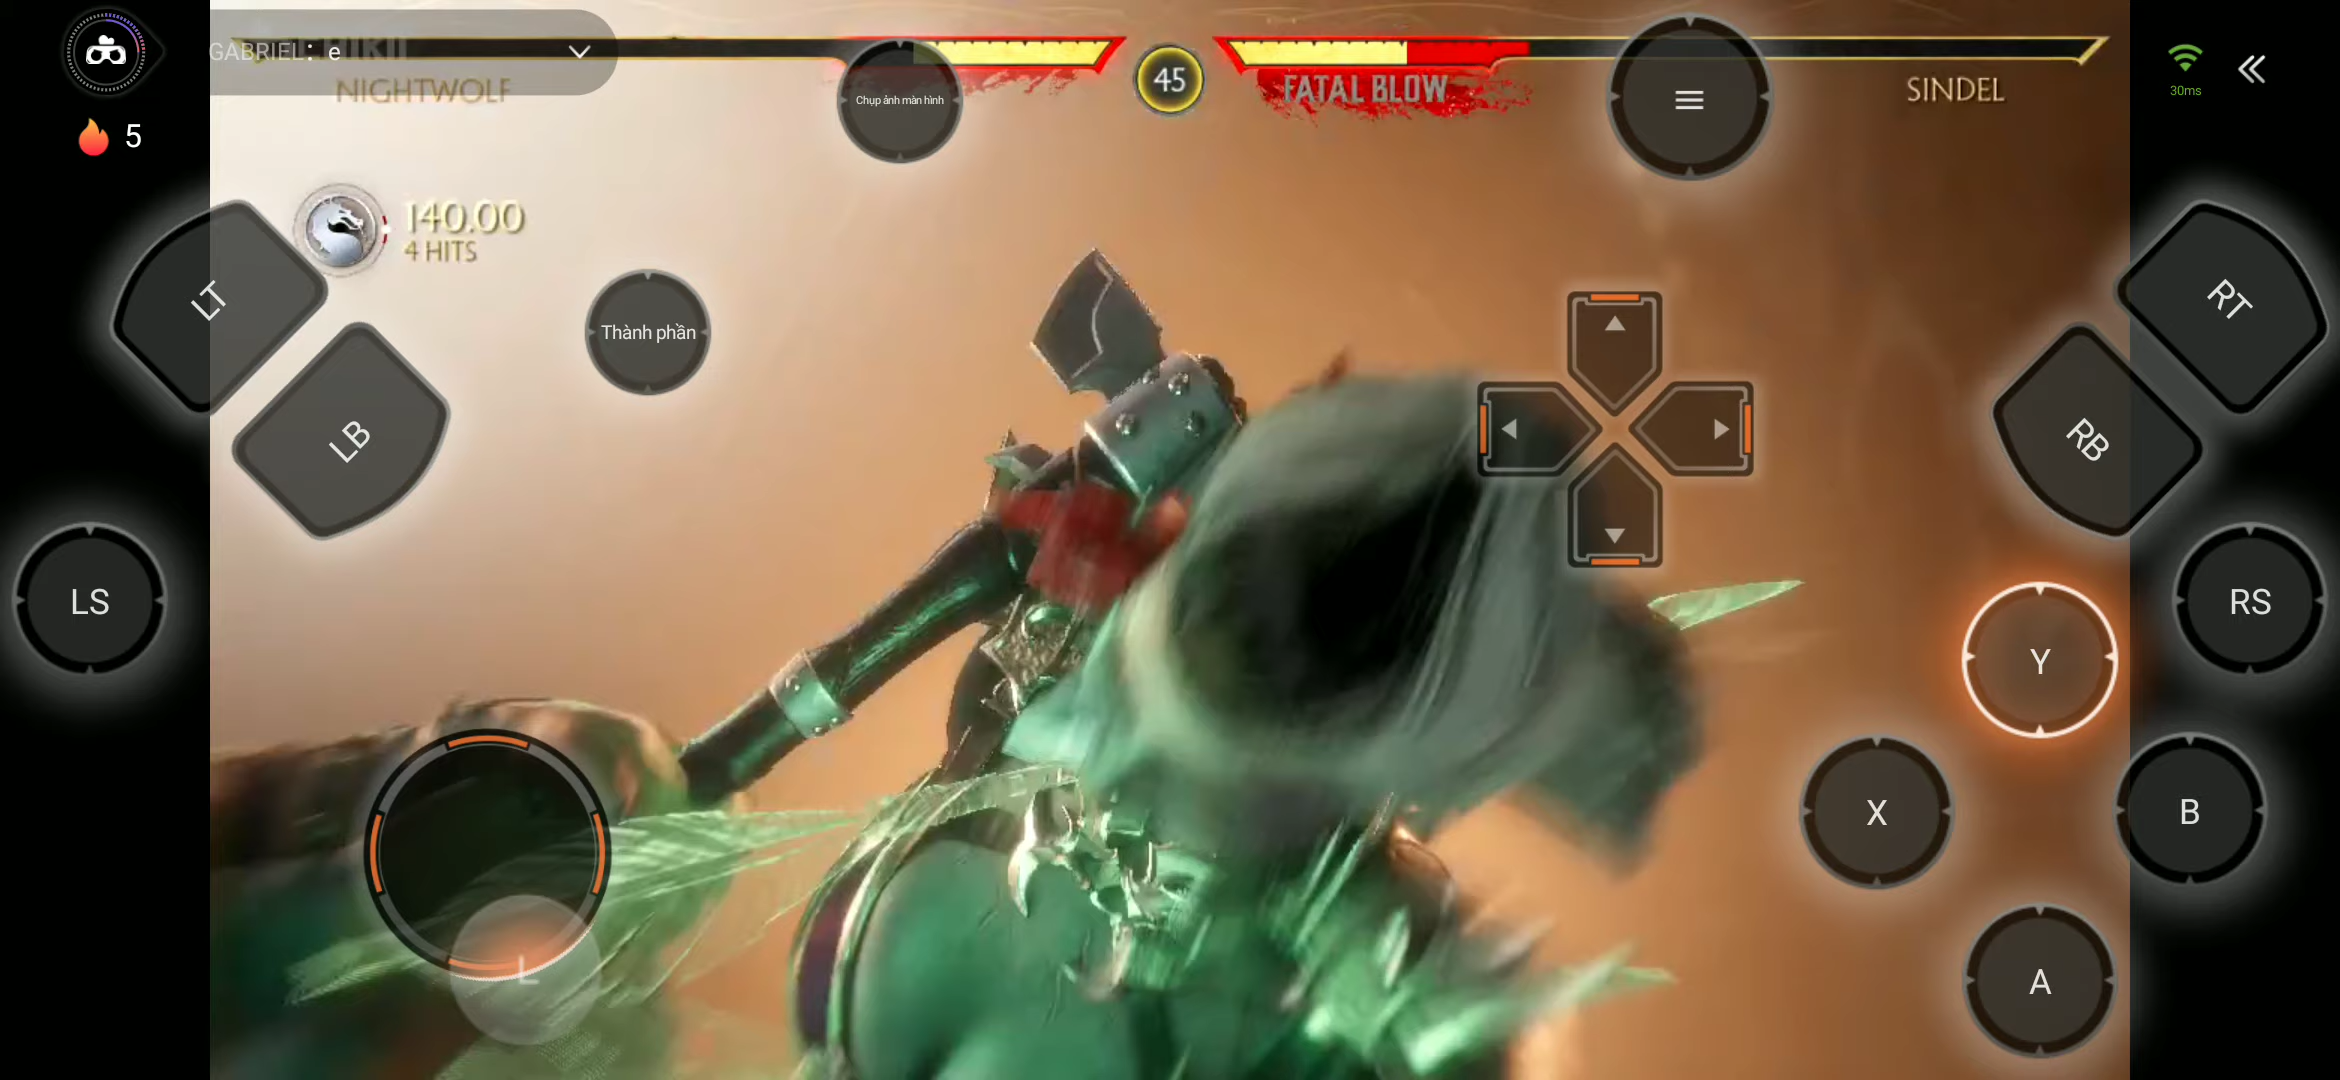 GABRIEL: e
NIGHTWOLF
Chụp ảnh màn hình
45
FATAL BLOW
SINDEL
30ms
5
140.00
4 HITS
Thành phần
LT
LB
LS
L
RT
RB
RS
Y
X
B
A